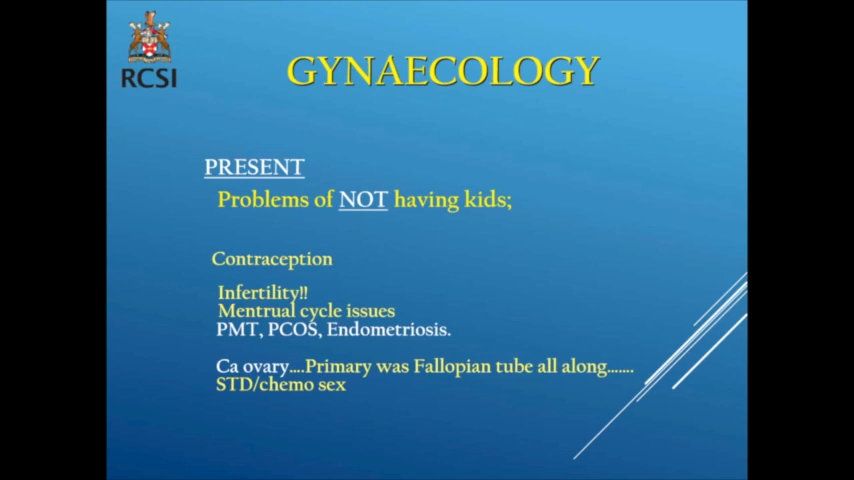 RCSI
GYNAECOLOGY
PRESENT
Problems of NOT having kids;
Contraception
Infertility!!
Mentrual cycle issues
PMT, PCOS, Endometriosis.
Ca ovary....Primary was Fallopian tube all along.......
STD/chemo sex